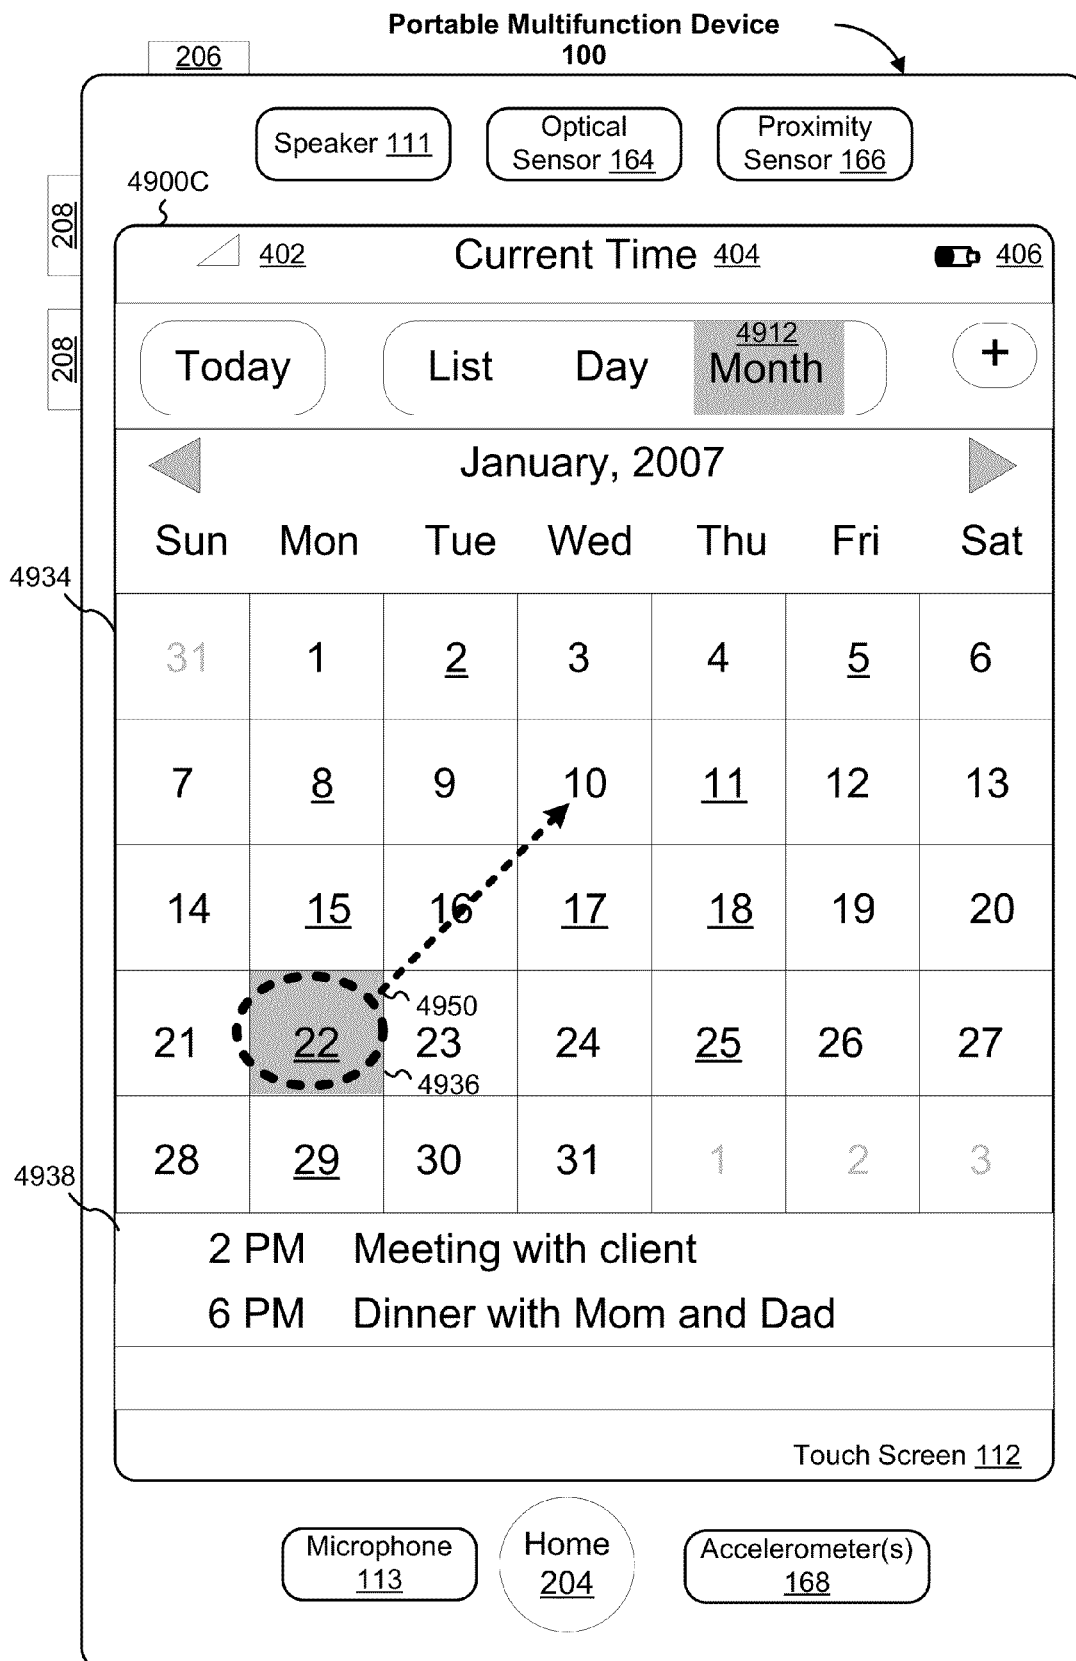 Portable Multifunction Device
100
206
Speaker 111
Optical
Sensor 164
Proximity
Sensor 166
4900C
208
208
402
Current Time 404
406
Today
List
Day
4912
Month
+
January, 2007
Sun Mon Tue Wed Thu Fri Sat
4934
31 1 2 3 4 5 6
7 8 9 10 11 12 13
14 15 16 17 18 19 20
4950
21 22 23 24 25 26 27
4936
28 29 30 31 1 2 3
4938
2 PM Meeting with client
6 PM Dinner with Mom and Dad
Touch Screen 112
Microphone
113
Home
204
Accelerometer(s)
168